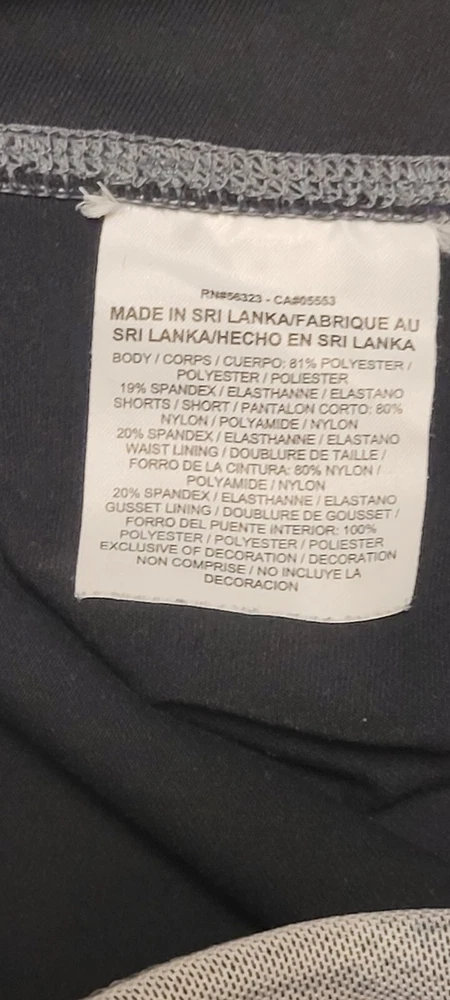 RN#56323 - CA#05553
MADE IN SRI LANKA/FABRIQUE AU
SRI LANKA/HECHO EN SRI LANKA
BODY / CORPS / CUERPO: 81% POLYESTER /
POLYESTER / POLIESTER
19% SPANDEX / ELASTHANNE / ELASTANO
SHORTS / SHORT / PANTALON CORTO: 80%
NYLON / POLYAMIDE / NYLON
20% SPANDEX / ELASTHANNE / ELASTANO
WAIST LINING / DOUBLURE DE TAILLE /
FORRO DE LA CINTURA: 80% NYLON /
POLYAMIDE / NYLON
20% SPANDEX / ELASTHANNE / ELASTANO
GUSSET LINING / DOUBLURE DE GOUSSET /
FORRO DEL PUENTE INTERIOR: 100%
POLYESTER / POLYESTER / POLIESTER
EXCLUSIVE OF DECORATION / DECORATION
NON COMPRISE / NO INCLUYE LA
DECORACION